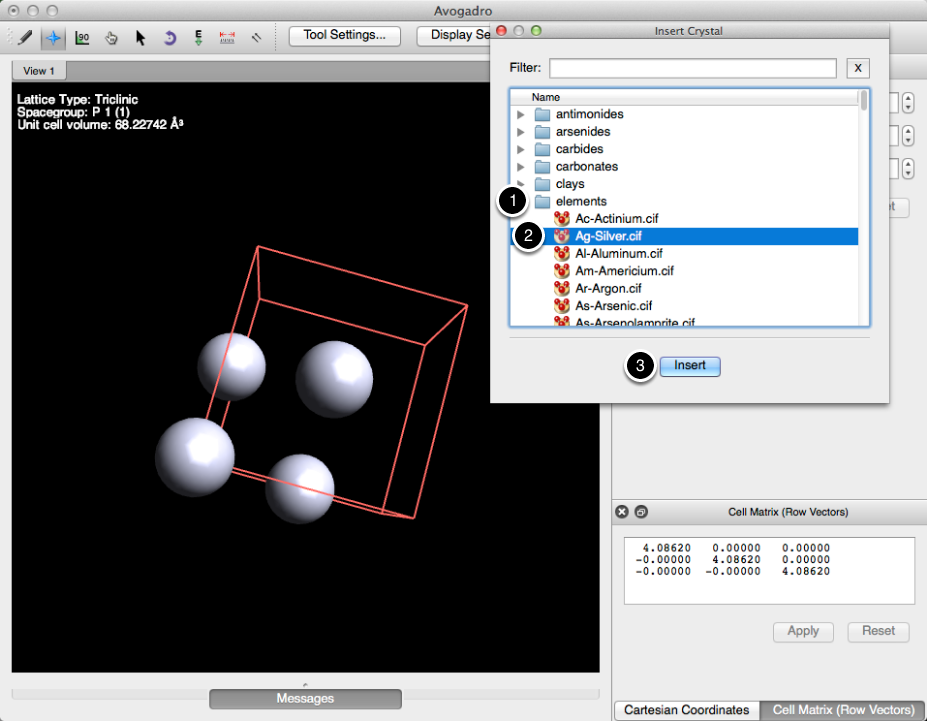 Avogadro
90
E
Tool Settings...
Display Se
Insert Crystal
Filter:
X
View 1
Lattice Type: Triclinic
Spacegroup: P 1 (1)
Unit cell volume: 68.22742 Å³
Name
antimonides
arsenides
carbides
carbonates
clays
1
elements
Ac-Actinium.cif
2
Ag-Silver.cif
Al-Aluminum.cif
Am-Americium.cif
Ar-Argon.cif
As-Arsenic.cif
As-Arsenolamprite.cif
3
Insert
Cell Matrix (Row Vectors)
4.08620 0.00000 0.00000
-0.00000 4.08620 0.00000
-0.00000 -0.00000 4.08620
Apply
Reset
Messages
Cartesian Coordinates
Cell Matrix (Row Vectors)